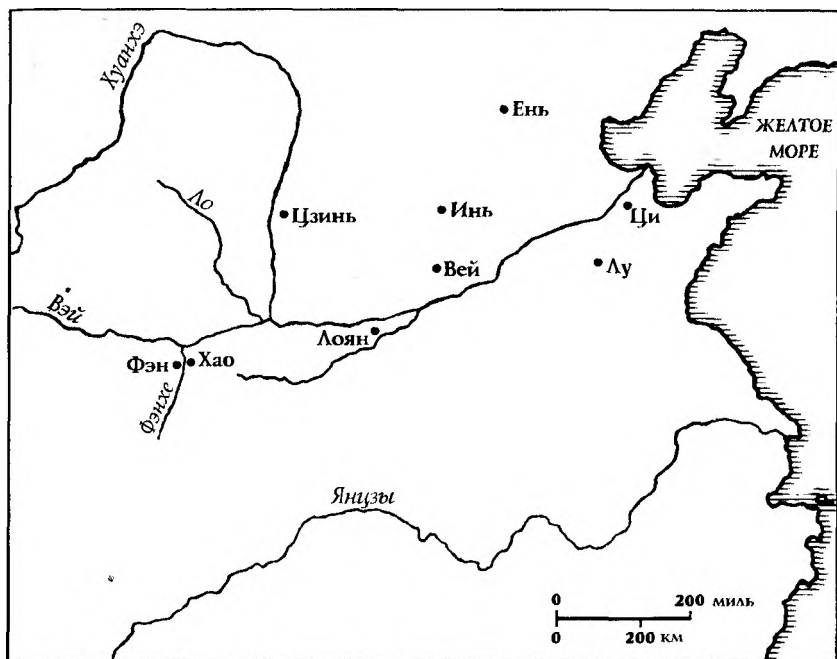 Хуанхэ
Ень
ЖЕЛТОЕ
МОРЕ
Ло
Цзинь
Инь
Ци
Вей
Лу
Вэй
Лоян
Фэн
Хао
Фэнхе
Янцзы
0 200 миль
0 200 км